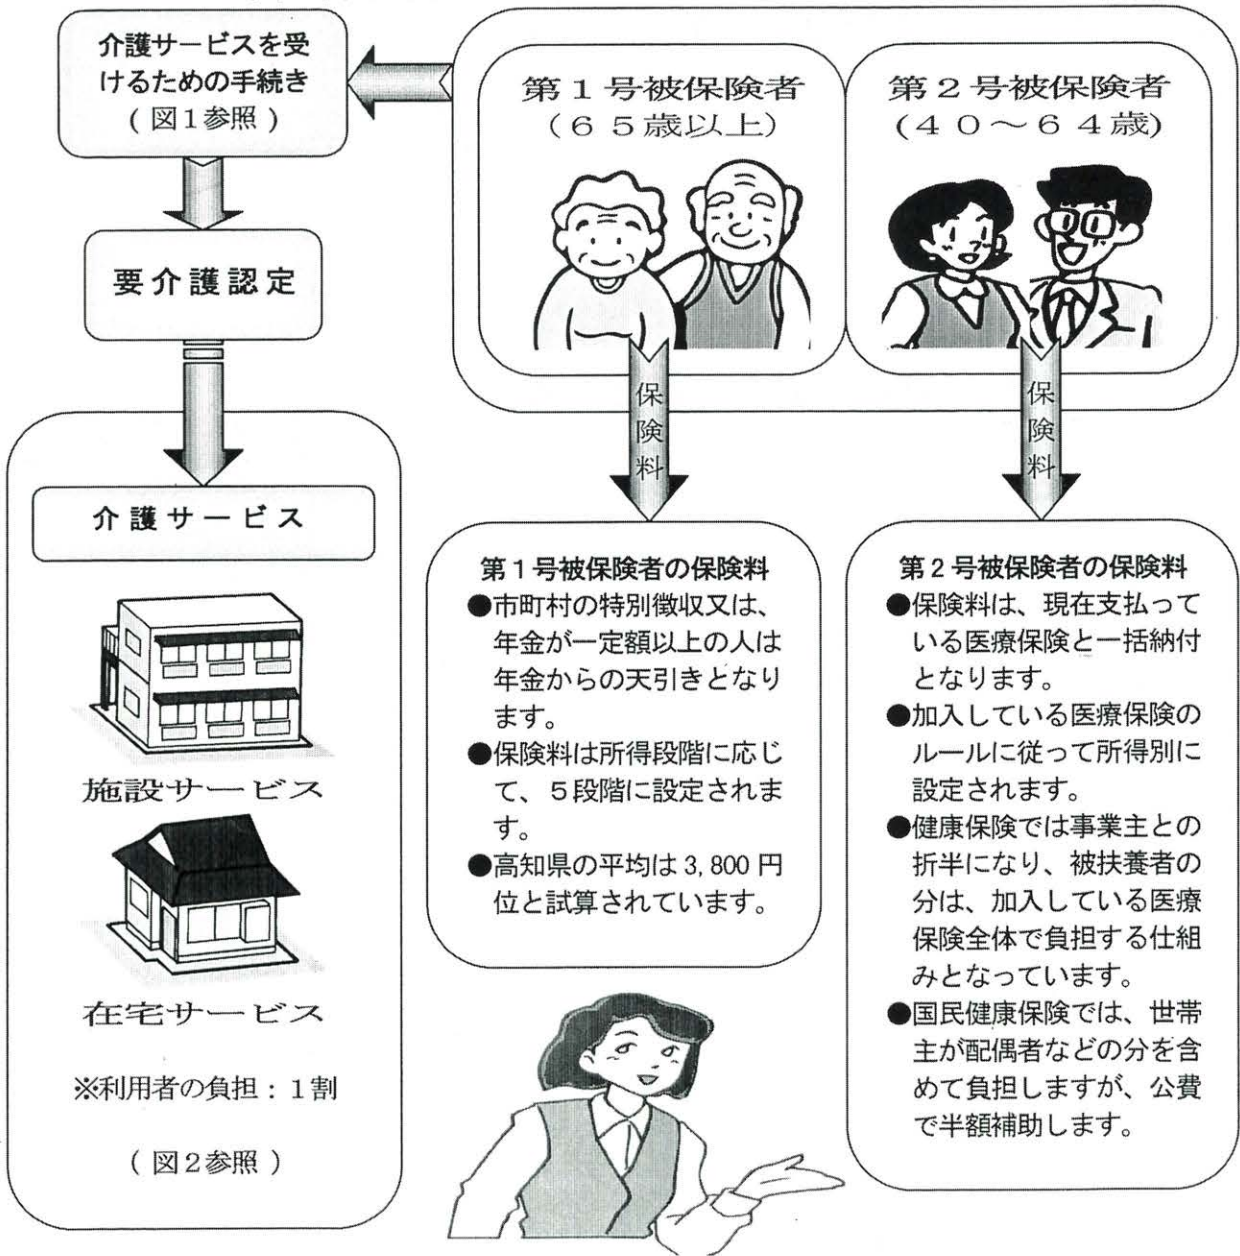 介護サービスを受
けるための手続き
( 図1参照 )
要介護認定
介護サービス
施設サービス
在宅サービス
※利用者の負担：1割
( 図2参照 )
第1号被保険者
(65歳以上)
第2号被保険者
(40～64歳)
保険料
保険料
第1号被保険者の保険料
●市町村の特別徴収又は、
年金が一定額以上の人は
年金からの天引きとなり
ます。
●保険料は所得段階に応じ
て、5段階に設定されま
す。
●高知県の平均は3,800円
位と試算されています。
第2号被保険者の保険料
●保険料は、現在支払って
いる医療保険と一括納付
となります。
●加入している医療保険の
ルールに従って所得別に
設定されます。
●健康保険では事業主との
折半になり、被扶養者の
分は、加入している医療
保険全体で負担する仕組
みとなっています。
●国民健康保険では、世帯
主が配偶者などの分を含
めて負担しますが、公費
で半額補助します。